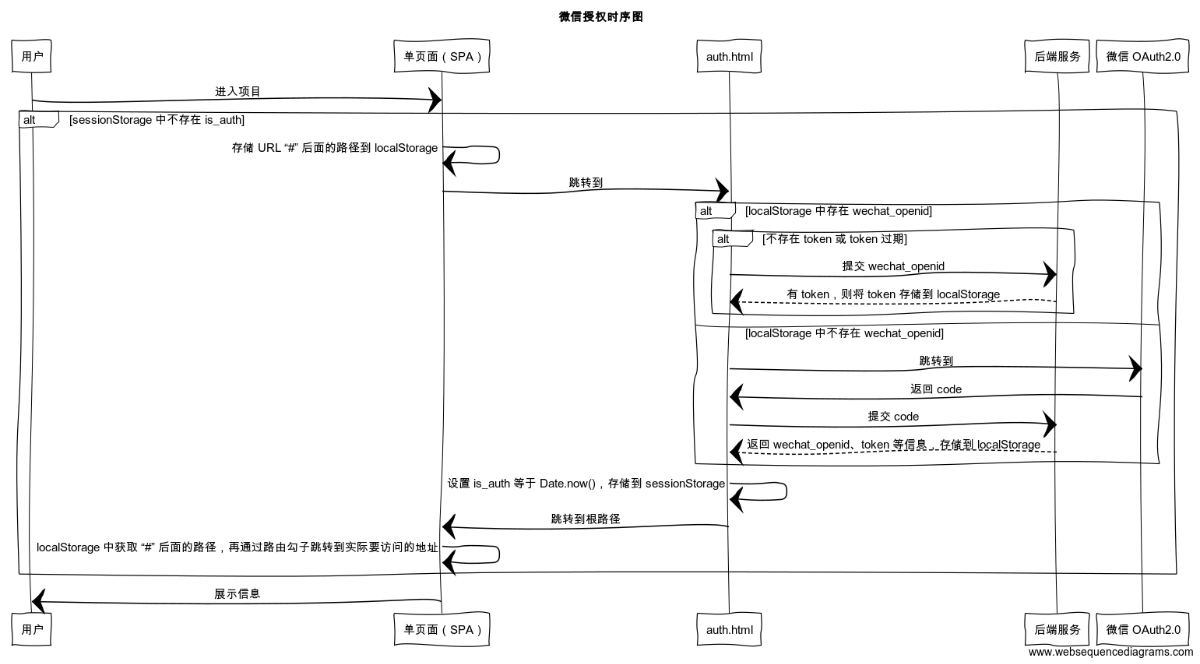 微信授权时序图
用户
单页面（SPA）
auth.html
后端服务
微信 OAuth2.0
进入项目
alt
[sessionStorage 中不存在 is_auth]
存储 URL “#” 后面的路径到 localStorage
跳转到
alt
[localStorage 中存在 wechat_openid]
alt
[不存在 token 或 token 过期]
提交 wechat_openid
有 token，则将 token 存储到 localStorage
[localStorage 中不存在 wechat_openid]
跳转到
返回 code
提交 code
返回 wechat_openid、token 等信息，存储到 localStorage
设置 is_auth 等于 Date.now()，存储到 sessionStorage
跳转到根路径
localStorage 中获取 “#” 后面的路径，再通过路由勾子跳转到实际要访问的地址
展示信息
用户
单页面（SPA）
auth.html
后端服务
微信 OAuth2.0
www.websequencediagrams.com